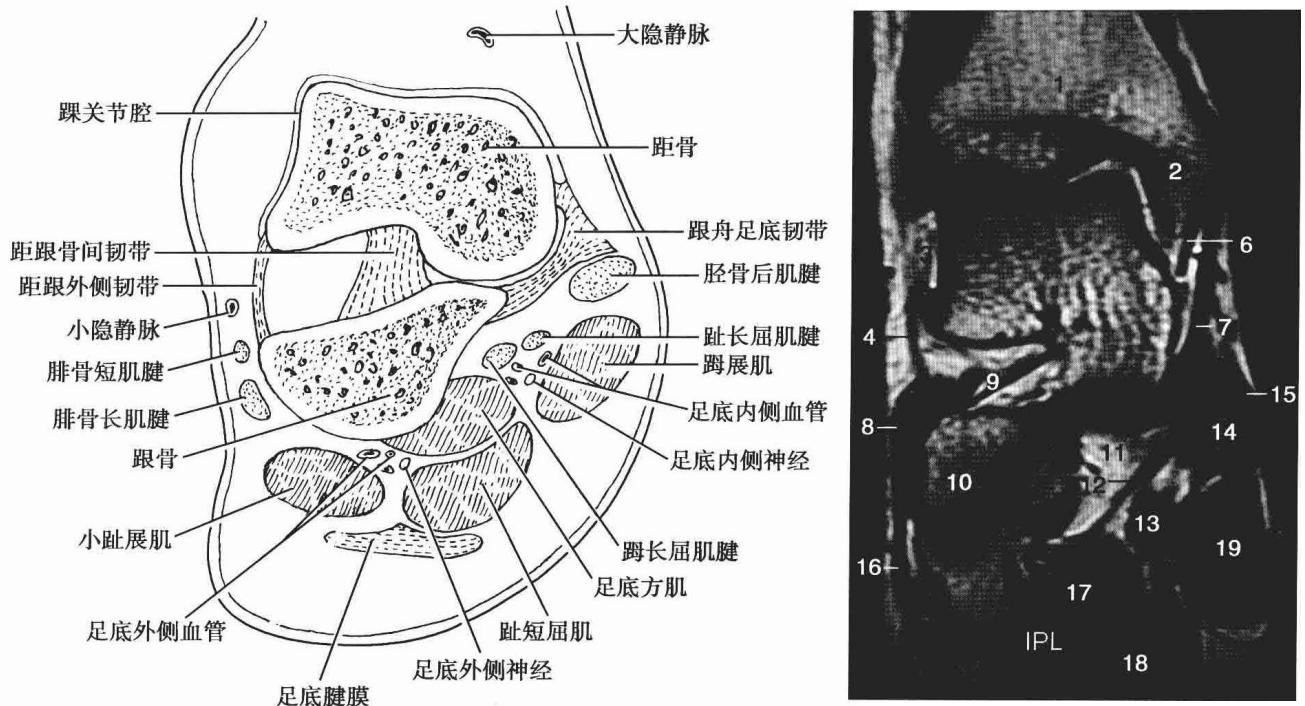 大隐静脉
踝关节腔
距骨
距跟骨间韧带
跟舟足底韧带
距跟外侧韧带
胫骨后肌腱
小隐静脉
趾长屈肌腱
腓骨短肌腱
𧿹展肌
腓骨长肌腱
足底内侧血管
跟骨
足底内侧神经
小趾展肌
𧿹长屈肌腱
足底方肌
足底外侧血管
趾短屈肌
足底外侧神经
足底腱膜
1
2
6
3
4
7
9
15
8
14
11
10
12
13
19
16
17
IPL
18